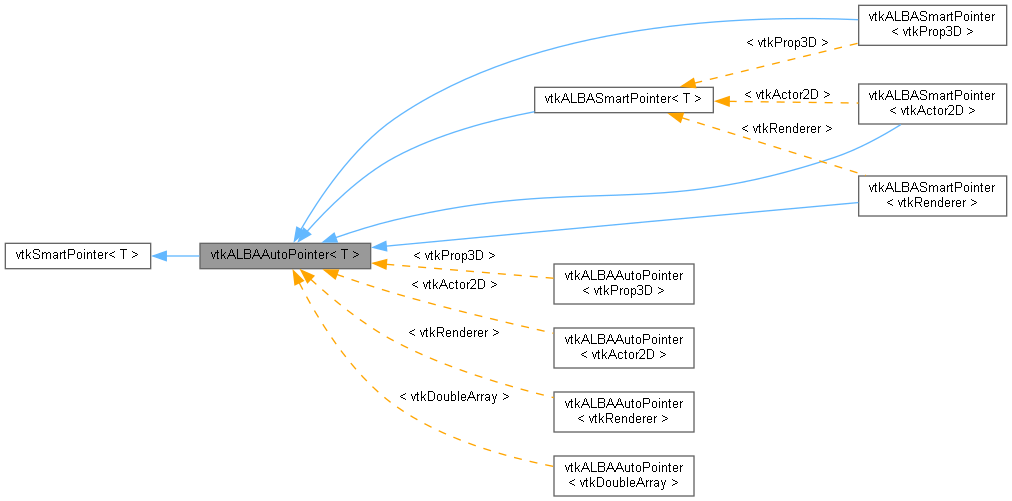 vtkALBASmartPointer
< vtkProp3D >
< vtkProp3D >
vtkALBASmartPointer< T >
< vtkActor2D >
vtkALBASmartPointer
< vtkActor2D >
< vtkRenderer >
vtkALBASmartPointer
< vtkRenderer >
vtkSmartPointer< T >
vtkALBAAutoPointer< T >
< vtkProp3D >
vtkALBAAutoPointer
< vtkProp3D >
< vtkActor2D >
vtkALBAAutoPointer
< vtkActor2D >
< vtkRenderer >
vtkALBAAutoPointer
< vtkRenderer >
< vtkDoubleArray >
vtkALBAAutoPointer
< vtkDoubleArray >